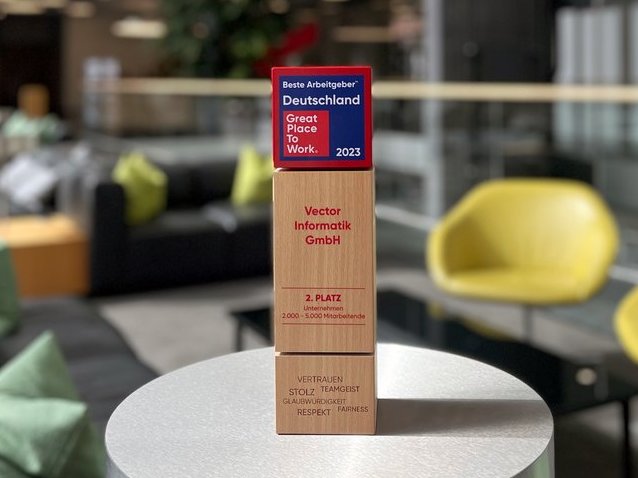 Beste Arbeitgeber™
Deutschland
Great
Place
To
Work®
2023
Vector
Informatik
GmbH
2. PLATZ
Unternehmen
2.000 - 5.000 Mitarbeitende
VERTRAUEN
STOLZ TEAMGEIST
GLAUBWÜRDIGKEIT
RESPEKT FAIRNESS